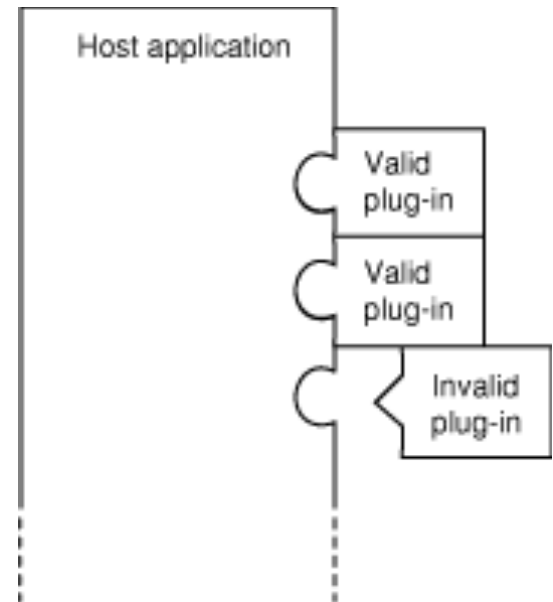 Host application
Valid
plug-in
Valid
plug-in
Invalid
plug-in